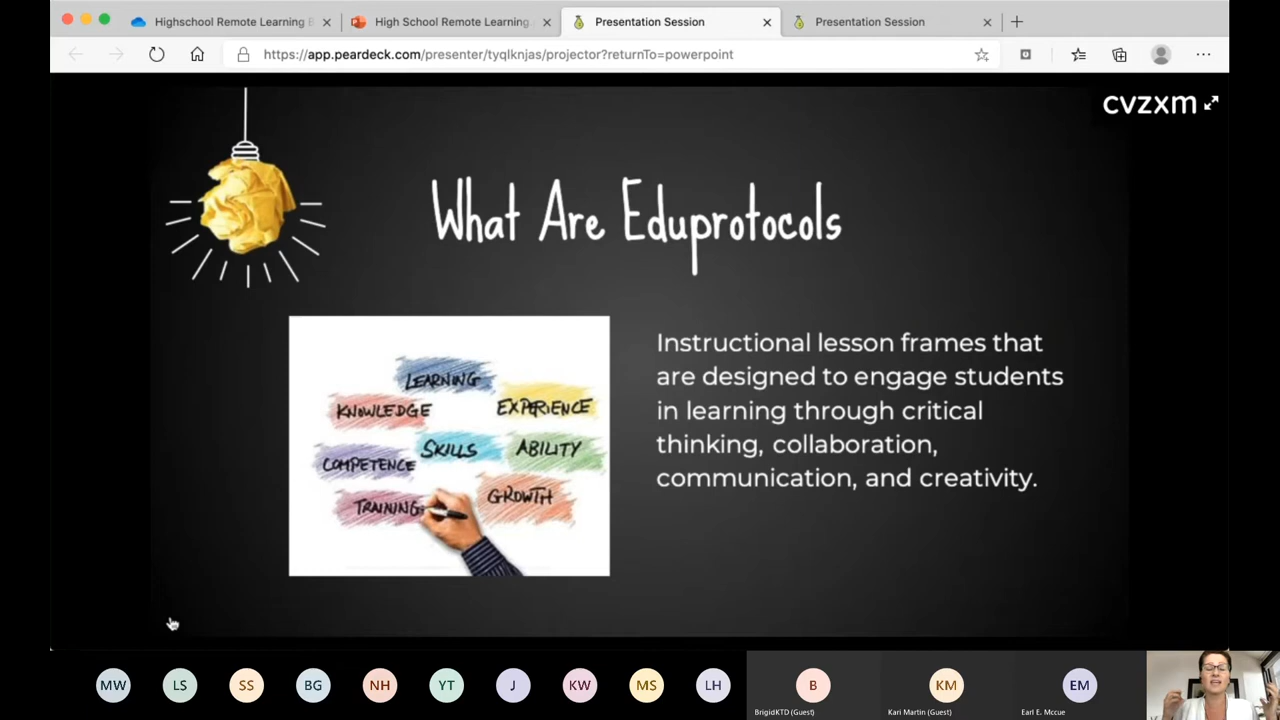 Highschool Remote Learning
High School Remote Learning
Presentation Session
Presentation Session
https://app.peardeck.com/presenter/tyqlknjas/projector?returnTo=powerpoint
cvzxm
What Are Eduprotocols
LEARNING
KNOWLEDGE
EXPERIENCE
SKILLS
ABILITY
COMPETENCE
TRAINING
GROWTH
Instructional lesson frames that
are designed to engage students
in learning through critical
thinking, collaboration,
communication, and creativity.
MW LS SS BG NH YT J KW MS LH B KM EM
BrigidKTD (Guest)
Kari Martin (Guest)
Earl E. Mccue